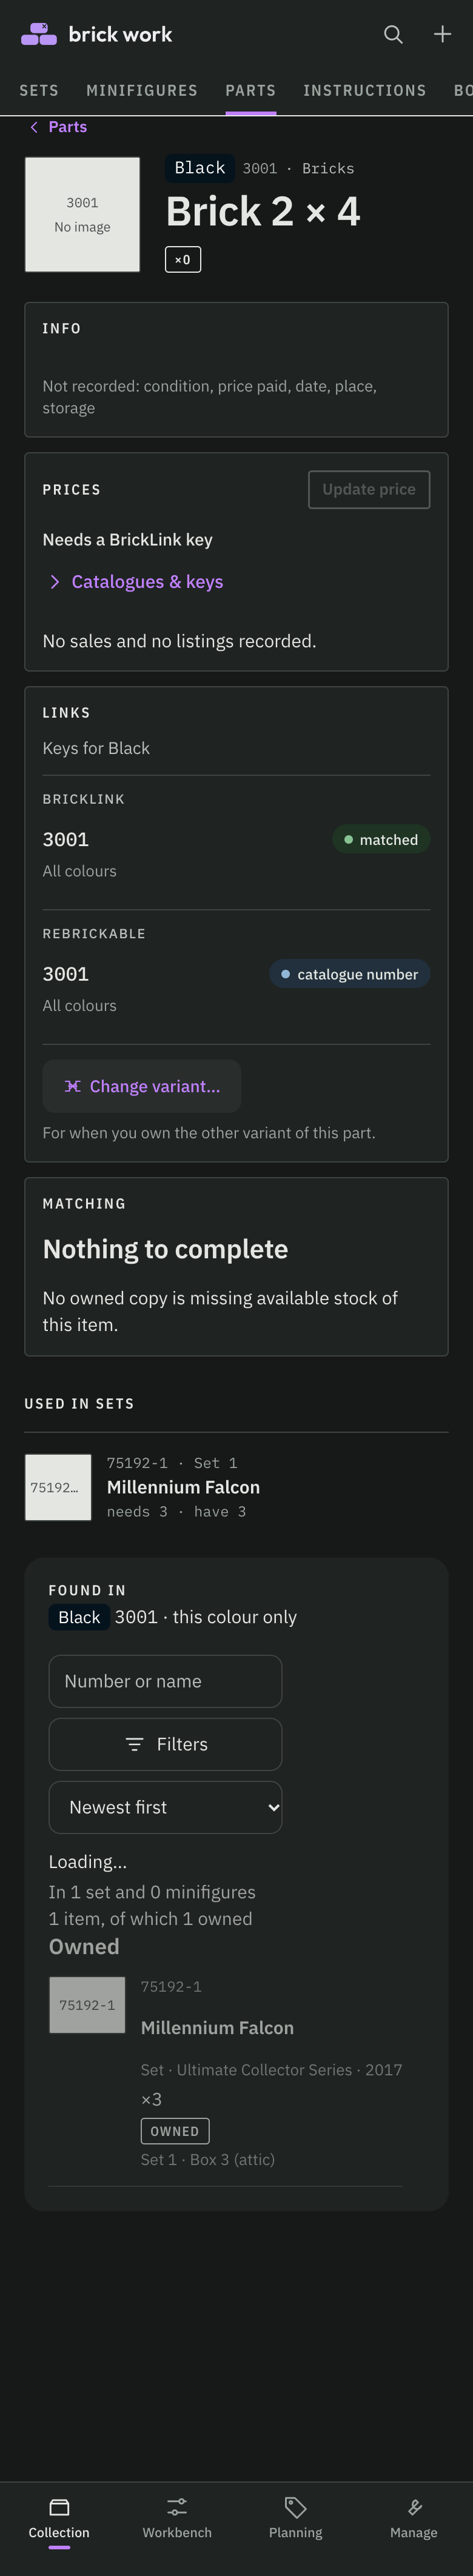 brick work
SETS MINIFIGURES PARTS INSTRUCTIONS BO
Parts
3001
No image
Black 3001 · Bricks
Brick 2 × 4
×0
INFO
Not recorded: condition, price paid, date, place,
storage
PRICES
Update price
Needs a BrickLink key
Catalogues & keys
No sales and no listings recorded.
LINKS
Keys for Black
BRICKLINK
3001
matched
All colours
REBRICKABLE
3001
catalogue number
All colours
Change variant...
For when you own the other variant of this part.
MATCHING
Nothing to complete
No owned copy is missing available stock of
this item.
USED IN SETS
75192...
75192-1 · Set 1
Millennium Falcon
needs 3 · have 3
FOUND IN
Black 3001 · this colour only
Number or name
Filters
Newest first
Loading...
In 1 set and 0 minifigures
1 item, of which 1 owned
Owned
75192-1
75192-1
Millennium Falcon
Set · Ultimate Collector Series · 2017
×3
OWNED
Set 1 · Box 3 (attic)
Collection Workbench Planning Manage